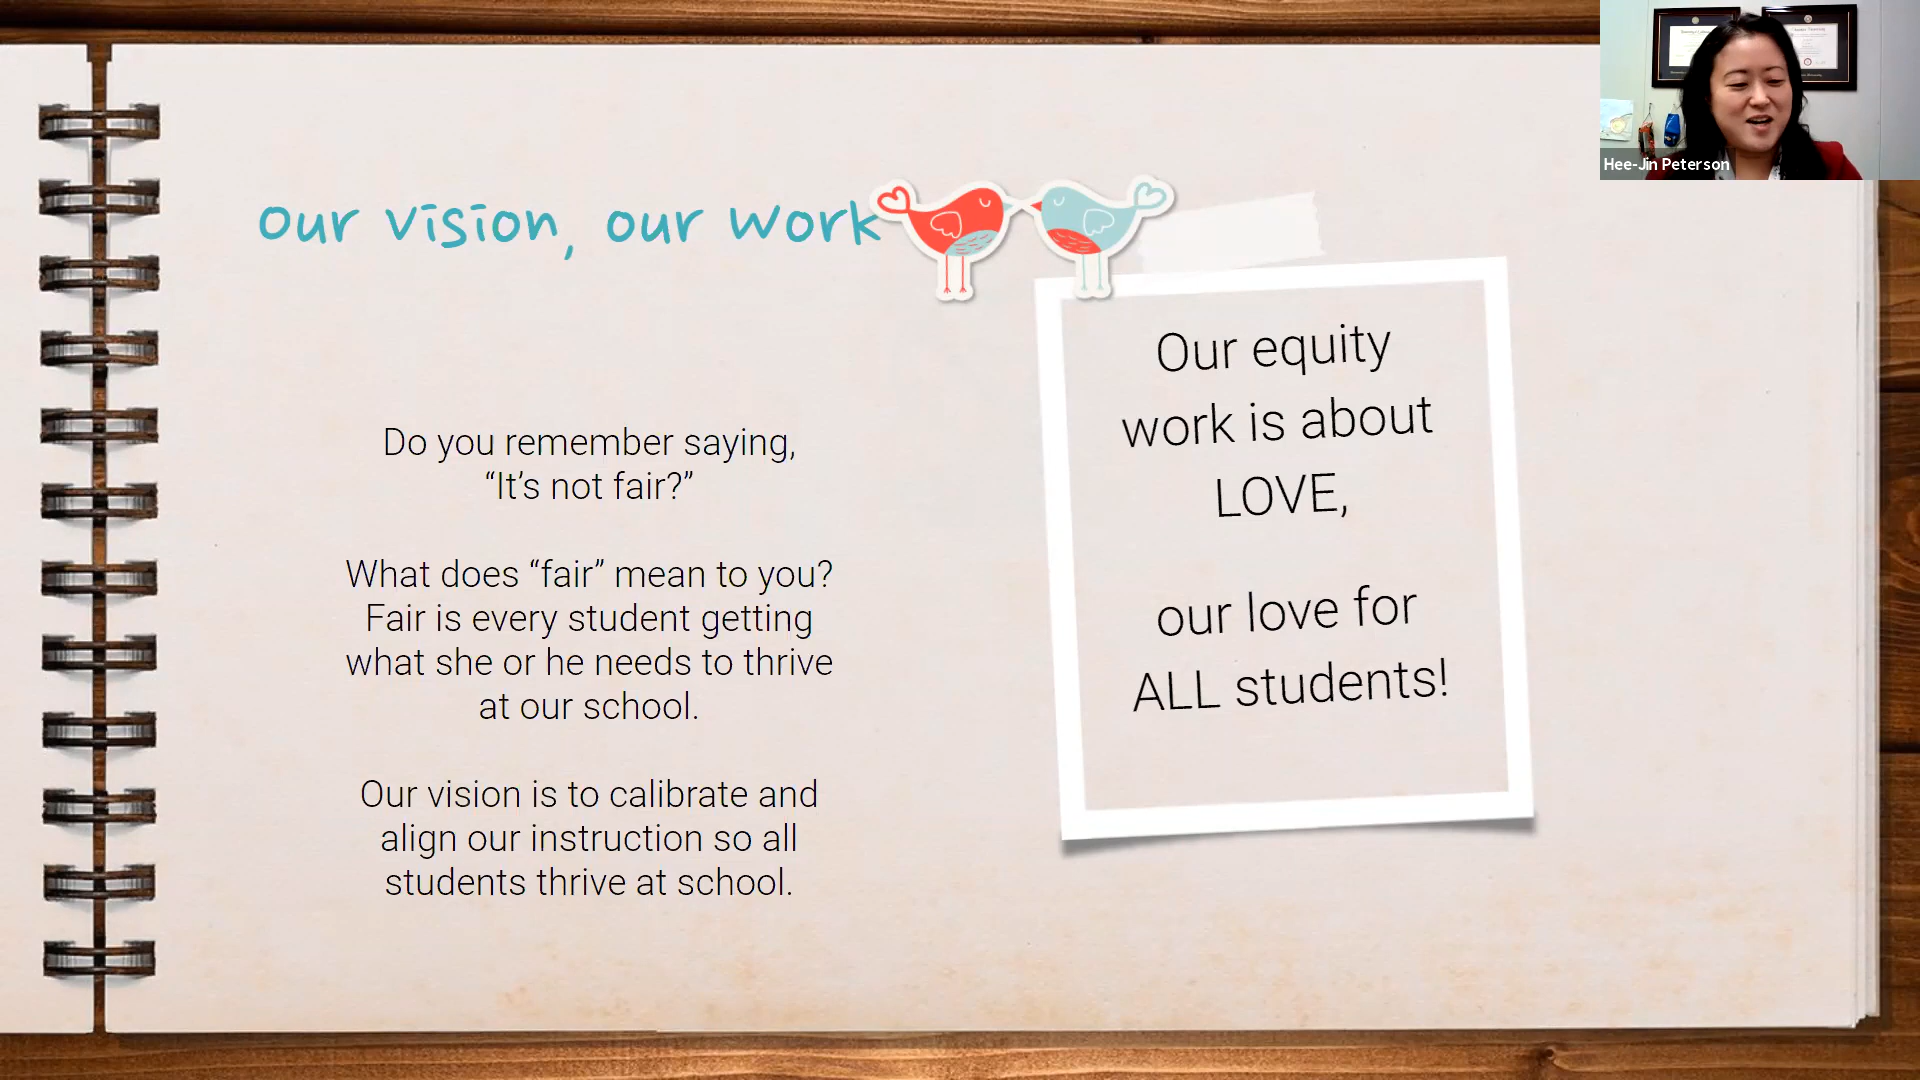 Hee-Jin Peterson
our vision, our work
Do you remember saying,
“It’s not fair?”
What does “fair” mean to you?
Fair is every student getting
what she or he needs to thrive
at our school.
Our vision is to calibrate and
align our instruction so all
students thrive at school.
Our equity
work is about
LOVE,
our love for
ALL students!